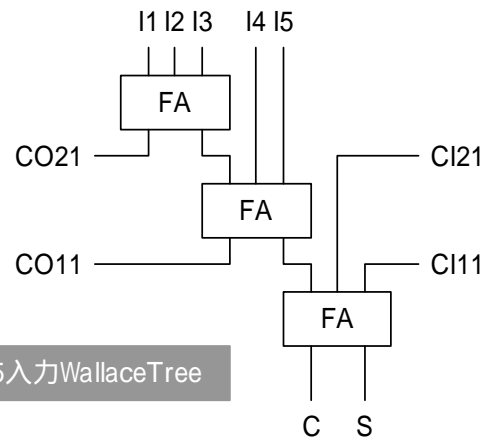 I1 I2 I3 I4 I5
FA
CO21 CI21
FA
CO11 CI11
FA
5入力WallaceTree
C S